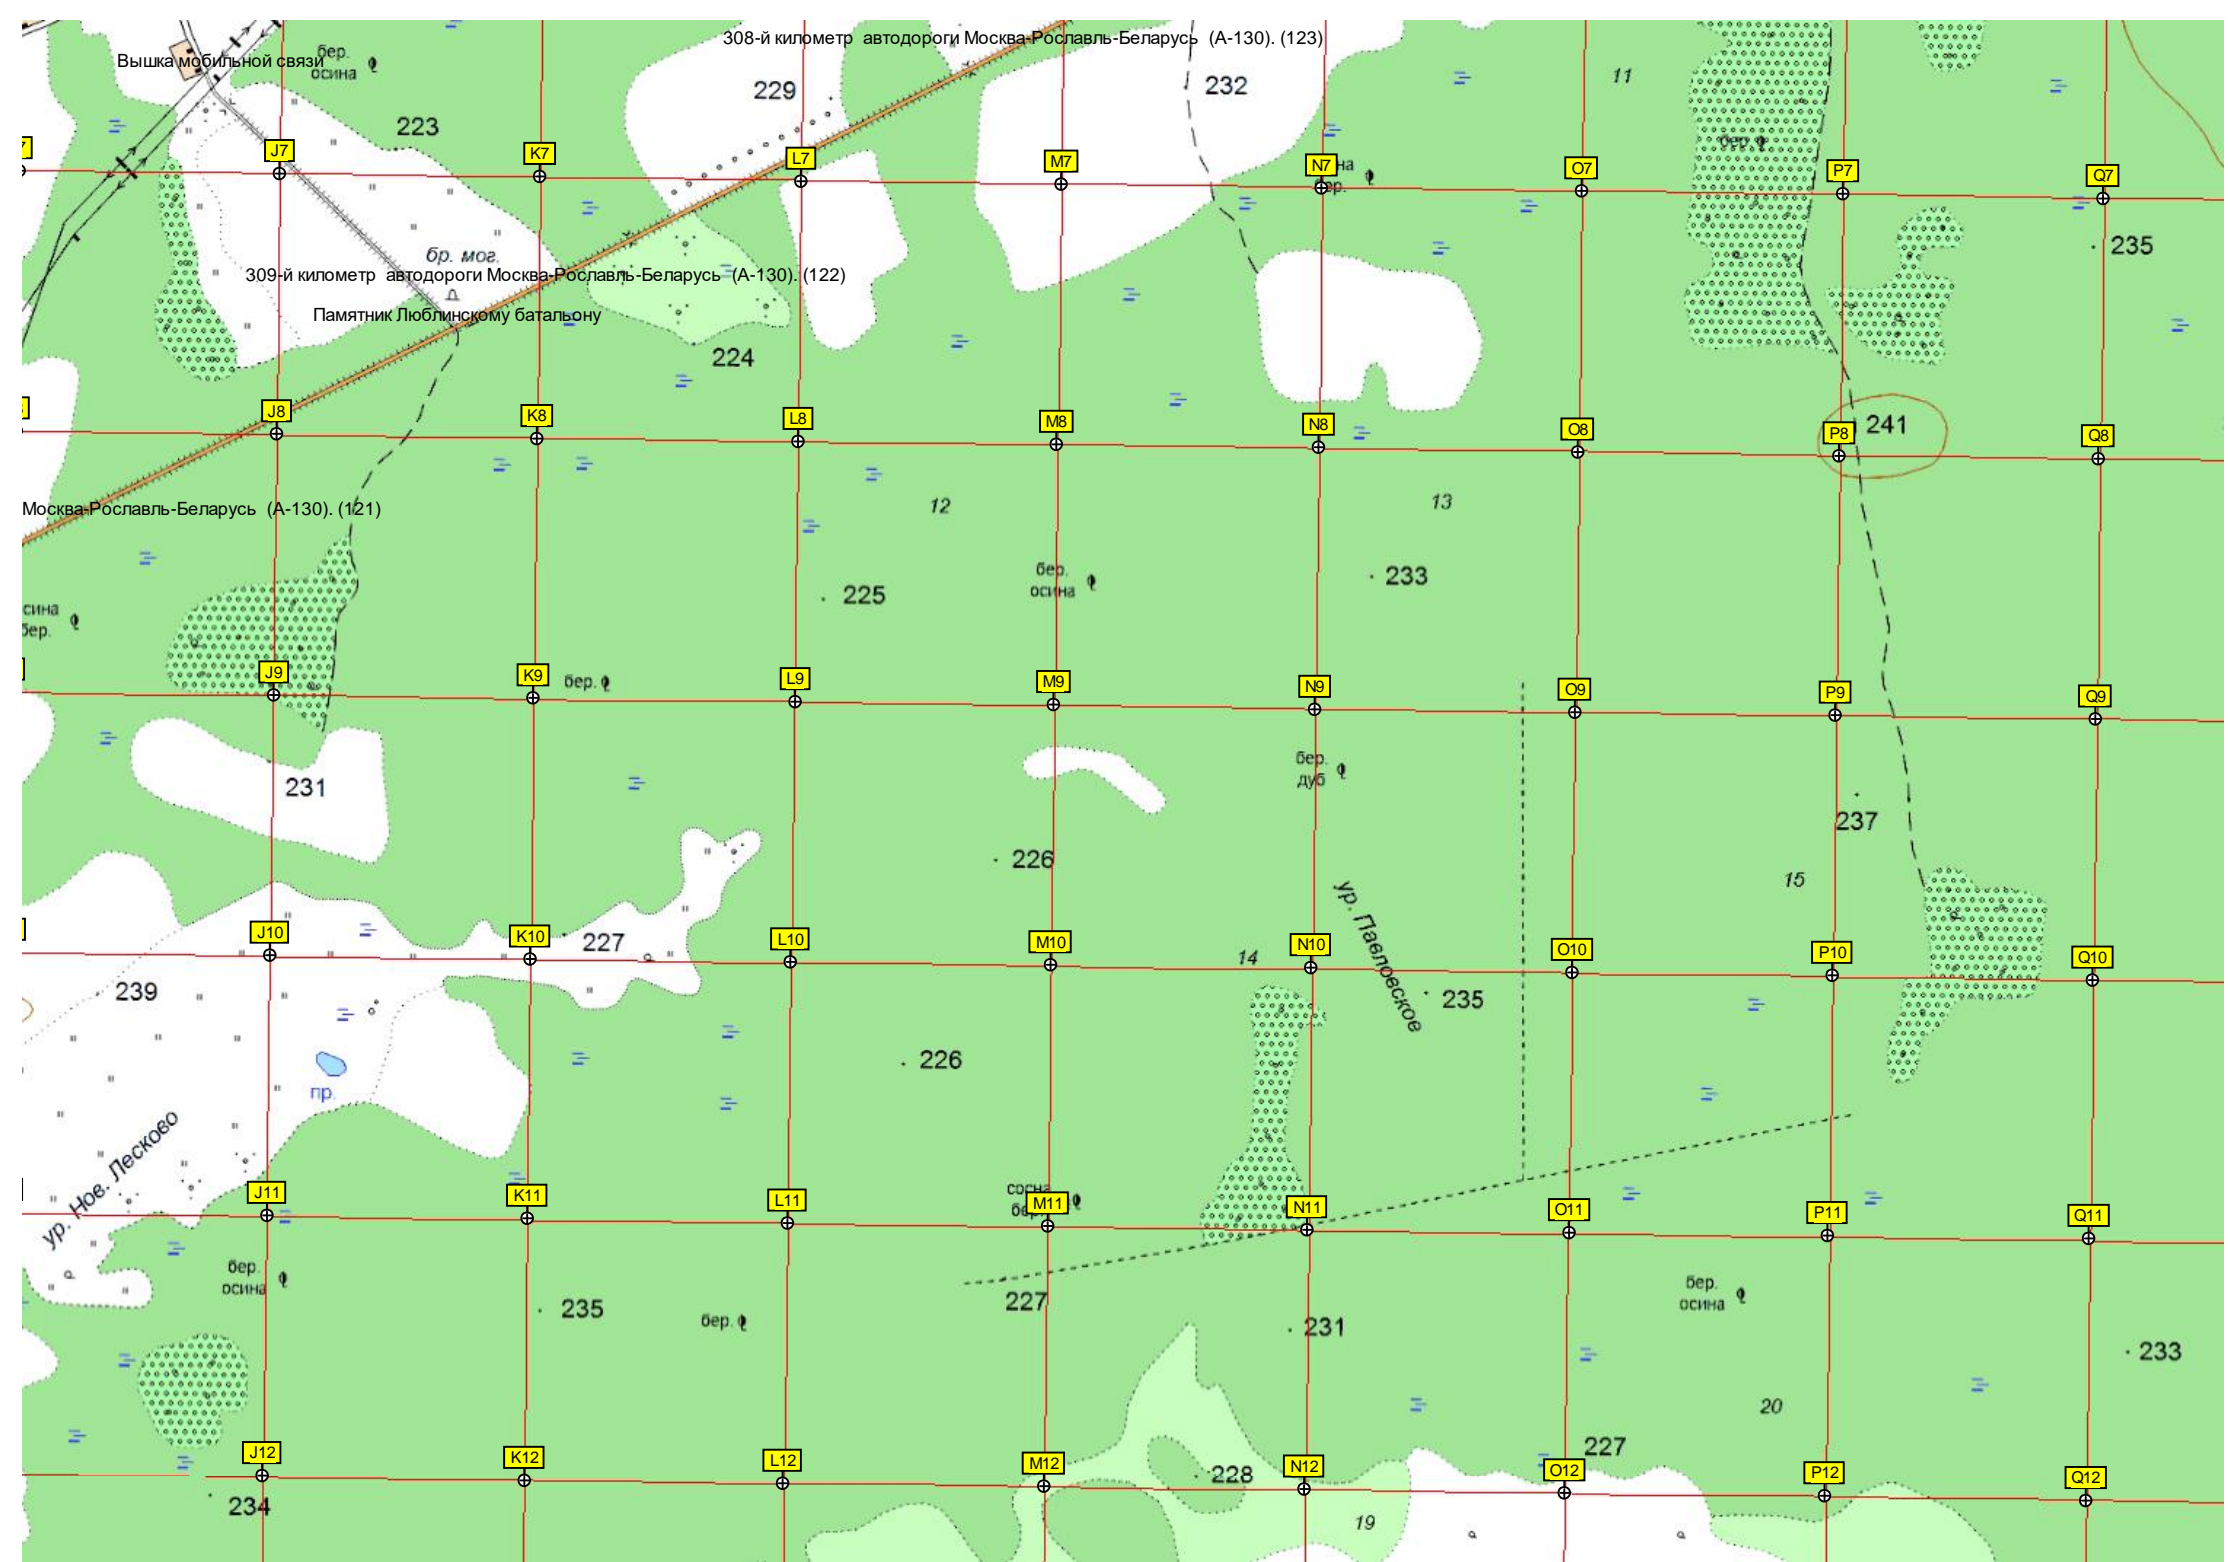 308-й километр автодороги Москва-Рославль-Беларусь (А-130). (123)
бер.
осина
Вышка мобильной связи
229
232
11
223
бер.
J7
K7
L7
M7
N7
O7
P7
Q7
бр. мог.
235
309-й километр автодороги Москва-Рославль-Беларусь (А-130). (122)
Памятник Люблинскому батальону
224
J8
K8
L8
M8
N8
O8
P8
241
Q8
Москва-Рославль-Беларусь (А-130). (121)
12
13
бер.
осина
233
225
сина
бер.
J9
K9
бер.
L9
M9
N9
O9
P9
Q9
231
бер.
дуб
237
226
15
ур. Павловское
J10
K10
227
L10
M10
14
N10
O10
P10
Q10
239
235
226
пр.
ур. Нов. Лесково
J11
K11
L11
сосна
M11
N11
O11
P11
Q11
бер.
осина
235
бер.
227
231
бер.
осина
233
20
227
J12
K12
L12
M12
228
N12
O12
P12
Q12
234
19